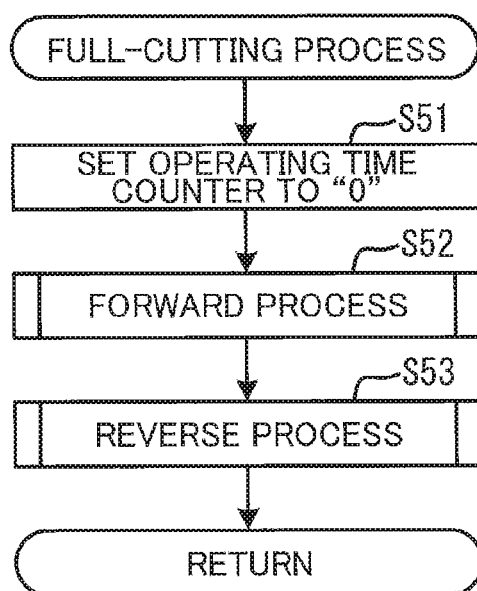 FULL-CUTTING PROCESS
S51
SET OPERATING TIME
COUNTER TO “0”
S52
FORWARD PROCESS
S53
REVERSE PROCESS
RETURN